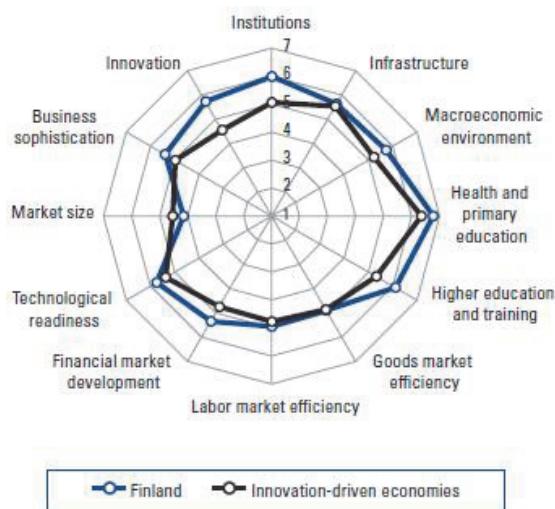 Institutions
7
6
5
4
3
2
1
Infrastructure
Macroeconomic
environment
Health and
primary
education
Higher education
and training
Goods market
efficiency
Labor market efficiency
Financial market
development
Technological
readiness
Market size
Business
sophistication
Innovation
Finland
Innovation-driven economies